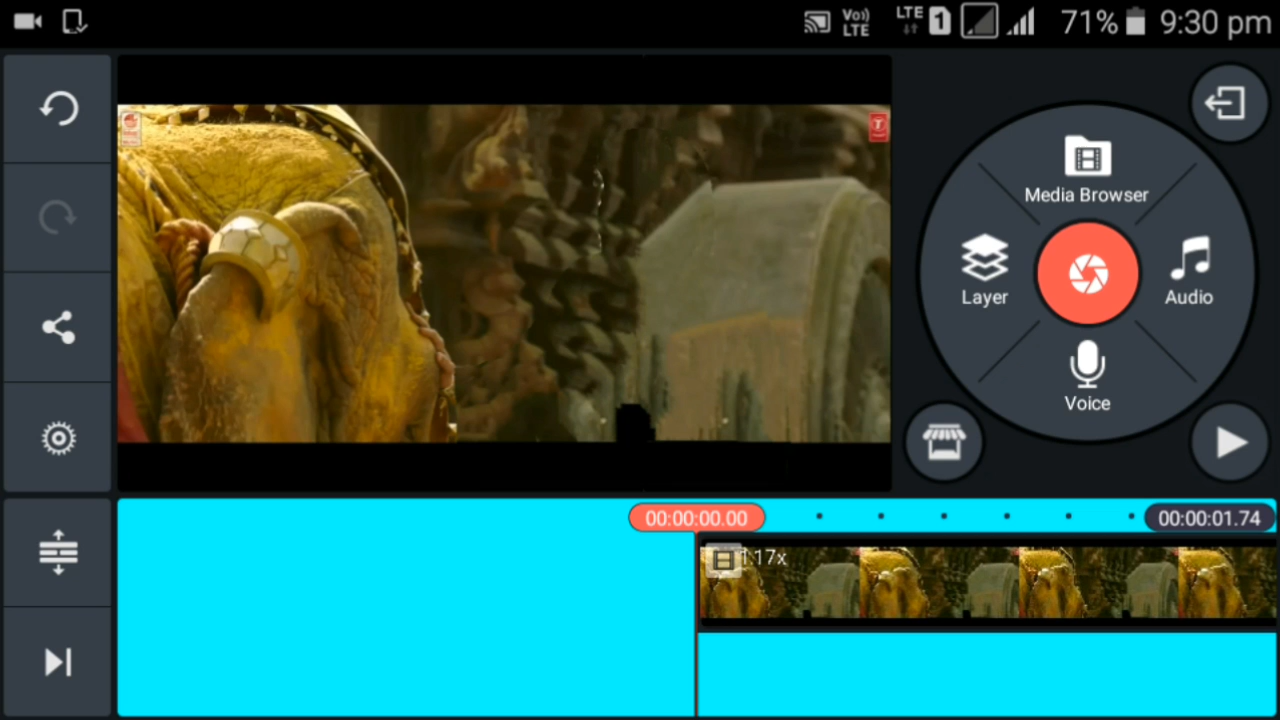 Vo))
LTE
LTE
1
71%
9:30 pm
T
Media Browser
Layer
Audio
Voice
00:00:00.00
00:00:01.74
1.17x